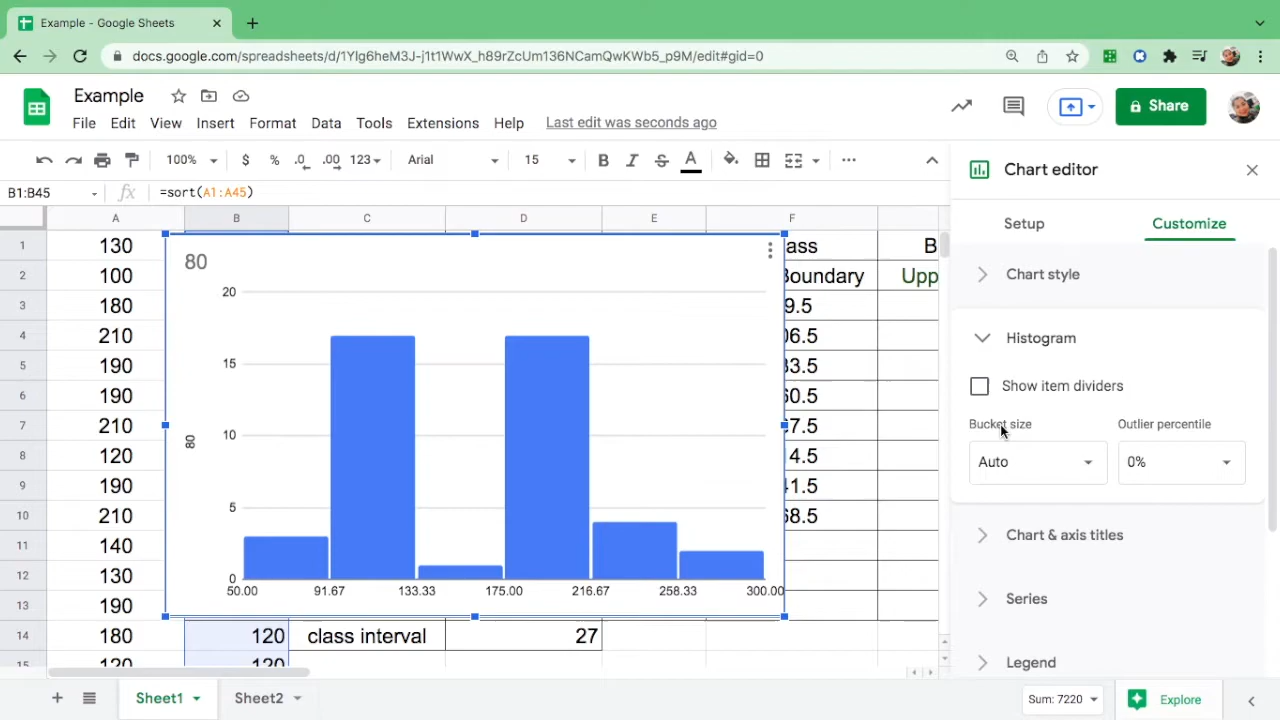 Example - Google Sheets
docs.google.com/spreadsheets/d/1YIg6heM3J-j1t1WwX_h89rZcUm136NCamQwKWb5_p9M/edit#gid=0
Example
File Edit View Insert Format Data Tools Extensions Help Last edit was seconds ago
Share
100% $ % .0 .00 123 Arial 15 B I S A
B1:B45 fx =sort(A1:A45)
A B C D E F
1 130
2 100
3 180
4 210
5 190
6 190
7 210
8 120
9 190
10 210
11 140
12 130
13 190
14 180 120 class interval 27
15 120 120
ass B
Boundary Upp
9.5
06.5
33.5
60.5
37.5
14.5
41.5
68.5
80
20
15
10
5
0
80
50.00 91.67 133.33 175.00 216.67 258.33 300.00
Chart editor
Setup Customize
Chart style
Histogram
Show item dividers
Bucket size Outlier percentile
Auto 0%
Chart & axis titles
Series
Legend
Sheet1 Sheet2 Sum: 7220 Explore